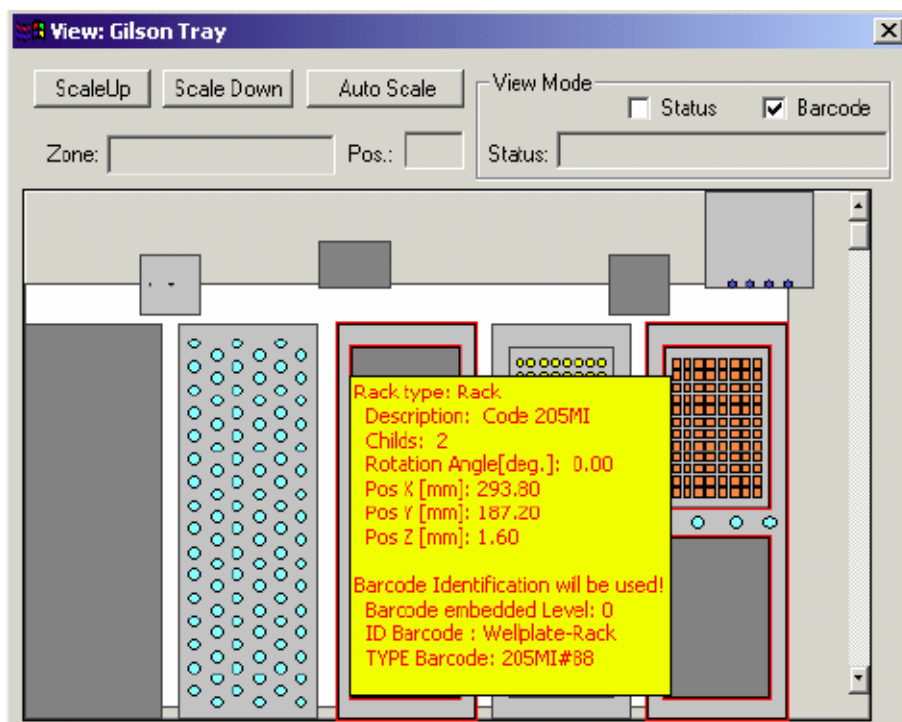 View: Gilson Tray
ScaleUp Scale Down Auto Scale View Mode
Status Barcode
Zone: Pos.: Status:
Rack type: Rack
Description: Code 205MI
Childs: 2
Rotation Angle[deg.]: 0.00
Pos X [mm]: 293.80
Pos Y [mm]: 187.20
Pos Z [mm]: 1.60
Barcode Identification will be used!
Barcode embedded Level: 0
ID Barcode : Wellplate-Rack
TYPE Barcode: 205MI#88